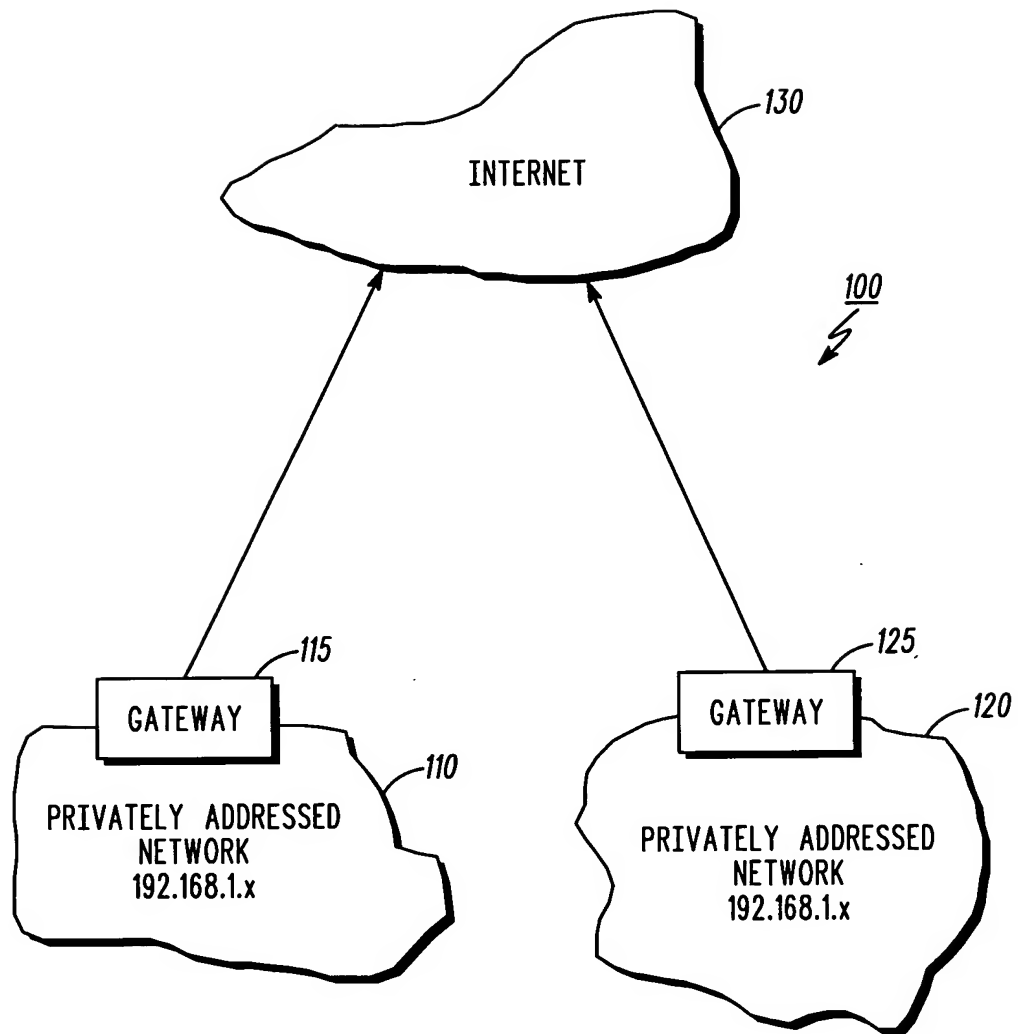 130
INTERNET
100
115
GATEWAY
125
GATEWAY
120
110
PRIVATELY ADDRESSED
NETWORK
192.168.1.x
PRIVATELY ADDRESSED
NETWORK
192.168.1.x